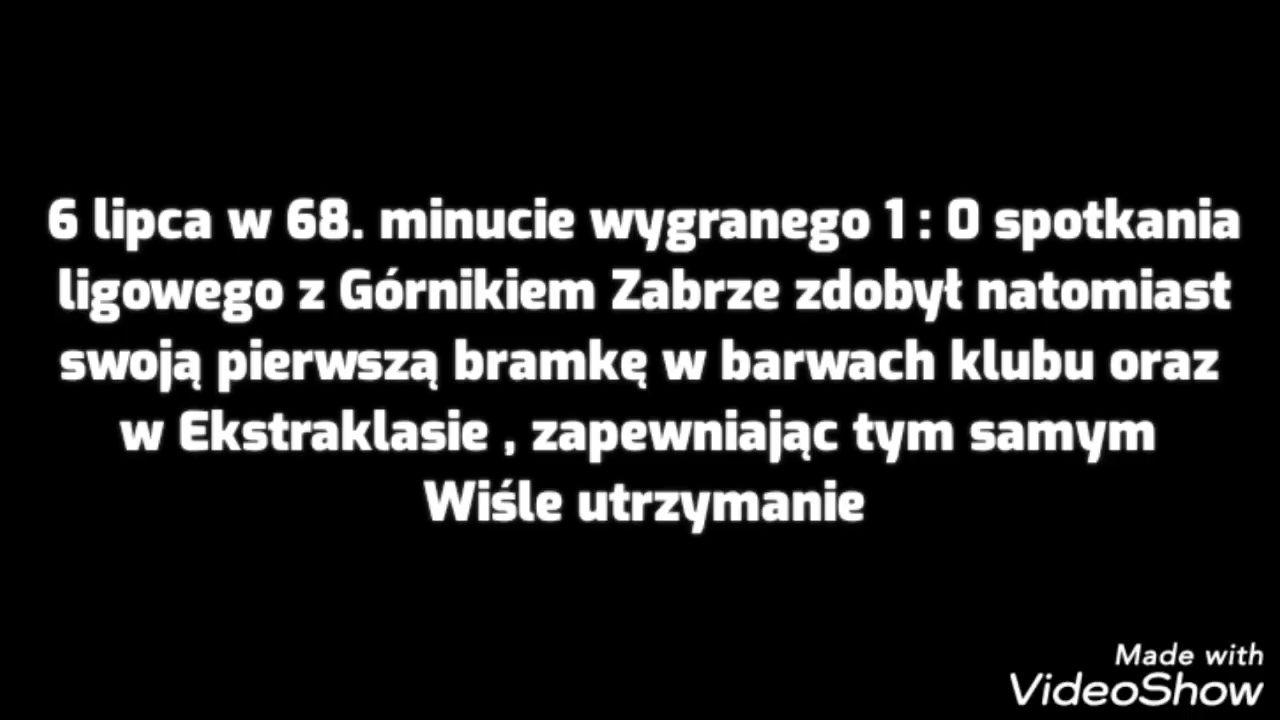 6 lipca w 68. minucie wygranego 1 : 0 spotkania
ligowego z Górnikiem Zabrze zdobył natomiast
swoją pierwszą bramkę w barwach klubu oraz
w Ekstraklasie , zapewniając tym samym
Wiśle utrzymanie
Made with
VideoShow